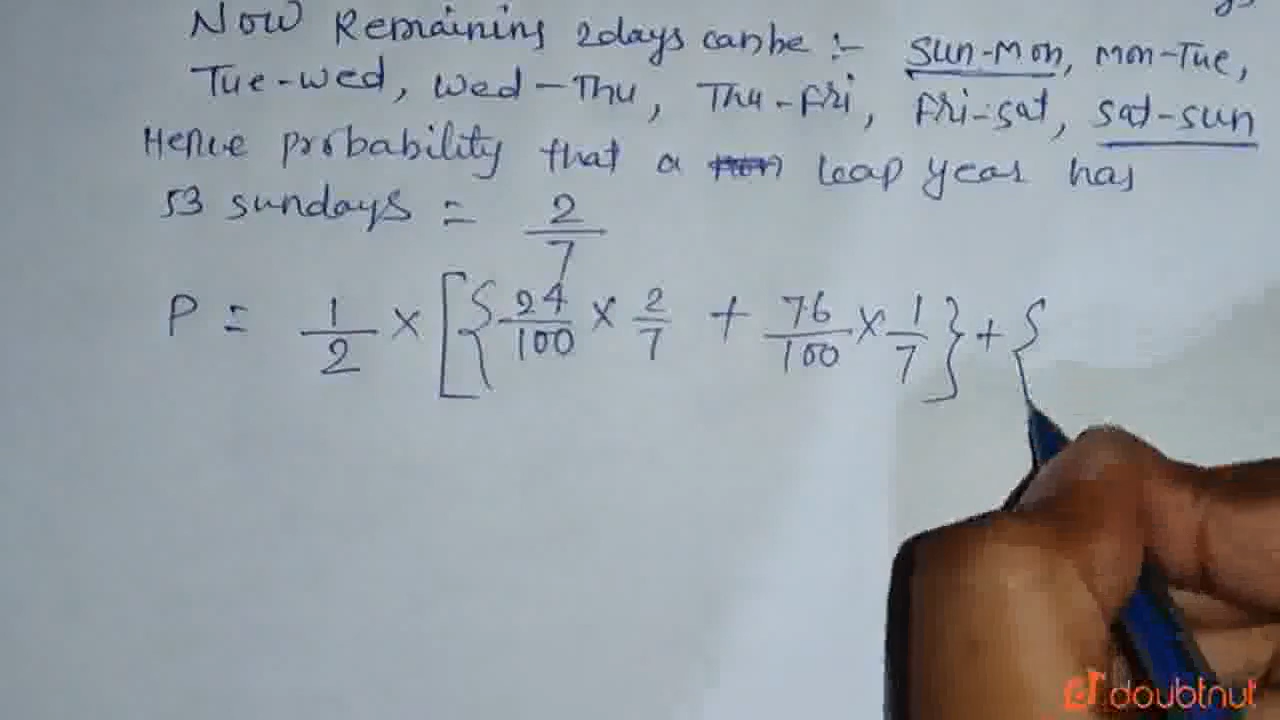 Now Remaining 2days can be :- Sun-Mon, Mon-Tue,
Tue-Wed, Wed-Thu, Thu-Fri, Fri-Sat, Sat-Sun
Hence probability that a leap year has
53 sundays = 2/7
P = 1/2 × [{24/100 × 2/7 + 76/100 × 1/7} + {
doubtnut